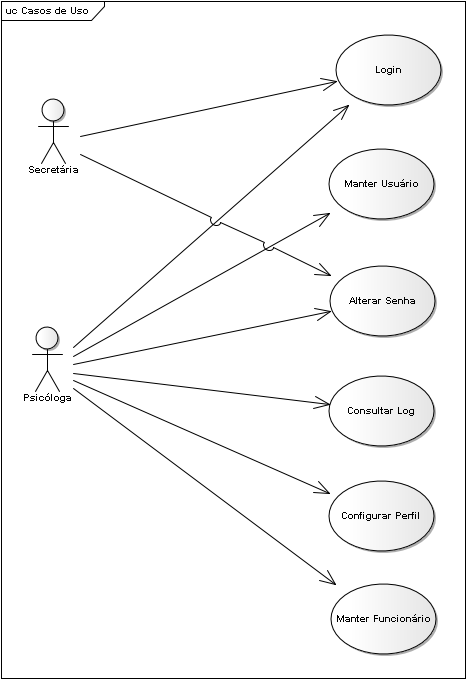 uc Casos de Uso
Login
Secretária
Manter Usuário
Alterar Senha
Psicóloga
Consultar Log
Configurar Perfil
Manter Funcionário